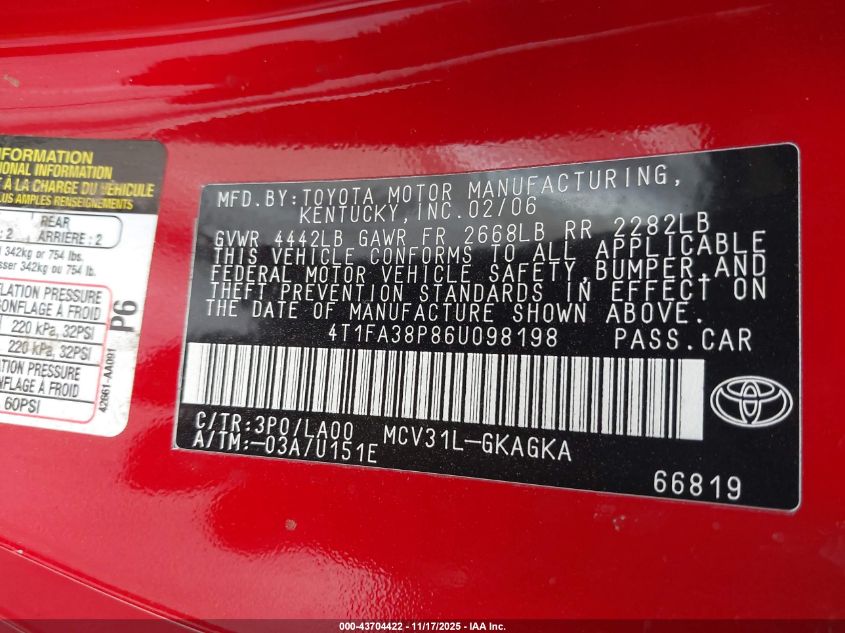 NFORMATION
IONAL INFORMATION
À LA CHARGE DU VÉHICULE
PLUS AMPLES RENSEIGNEMENTS
: 2 REAR
ARRIÈRE : 2
342kg or 754 lbs.
sser 342kg ou 754 lb.
LATION PRESSURE
GONFLAGE À FROID
220 kPa, 32PSI
220 kPa, 32PSI
ATION PRESSURE
NFLAGE À FROID
60PSI
P6
42661-AA091
MFD.BY:TOYOTA MOTOR MANUFACTURING,
KENTUCKY, INC.02/06
GVWR 4442LB GAWR FR 2668LB RR 2282LB
THIS VEHICLE CONFORMS TO ALL APPLICABLE
FEDERAL MOTOR VEHICLE SAFETY,BUMPER,AND
THEFT PREVENTION STANDARDS IN EFFECT ON
THE DATE OF MANUFACTURE SHOWN ABOVE.
4T1FA38P86U098198 PASS.CAR
C/TR:3P0/LA00 MCV31L-GKAGKA
A/TM:-03A/U151E
66819
000-43704422 - 11/17/2025 - IAA Inc.